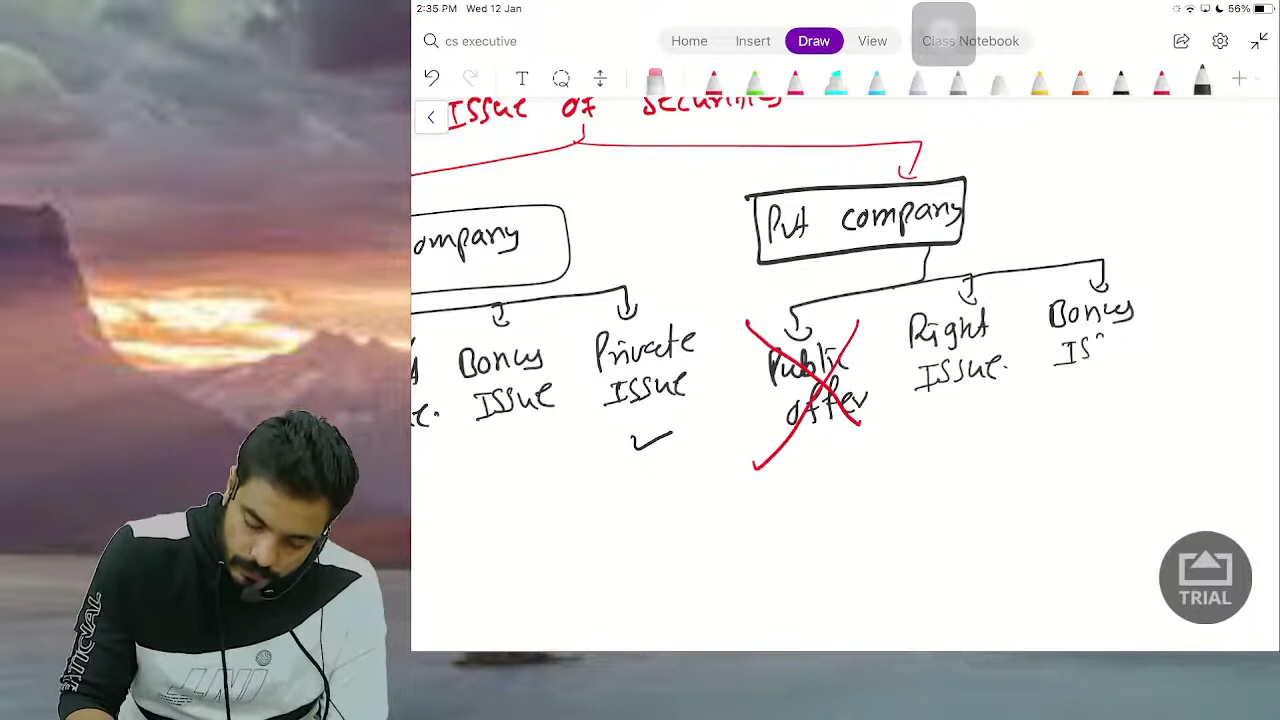 2:35 PM Wed 12 Jan
56%
cs executive
Home Insert Draw View Class Notebook
T
Issue of Securities
ompany
Pvt company
Bonus
Issue
Private
Issue
Public
offer
Right
Issue.
Bonus
Is
TRIAL